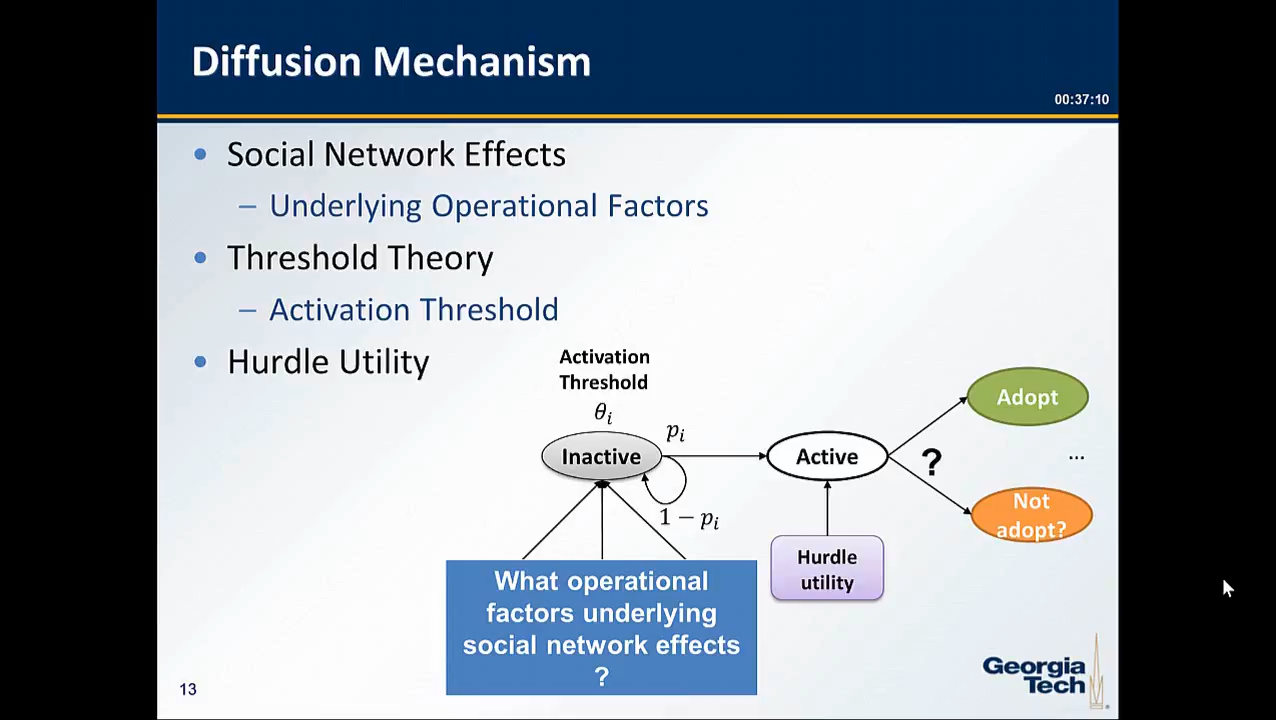 Diffusion Mechanism
00:37:10
• Social Network Effects
– Underlying Operational Factors
• Threshold Theory
– Activation Threshold
• Hurdle Utility
Activation
Threshold
θᵢ
Inactive
pᵢ
1 − pᵢ
Active
?
Adopt
...
Not
adopt?
Hurdle
utility
What operational
factors underlying
social network effects
?
13
Georgia
Tech